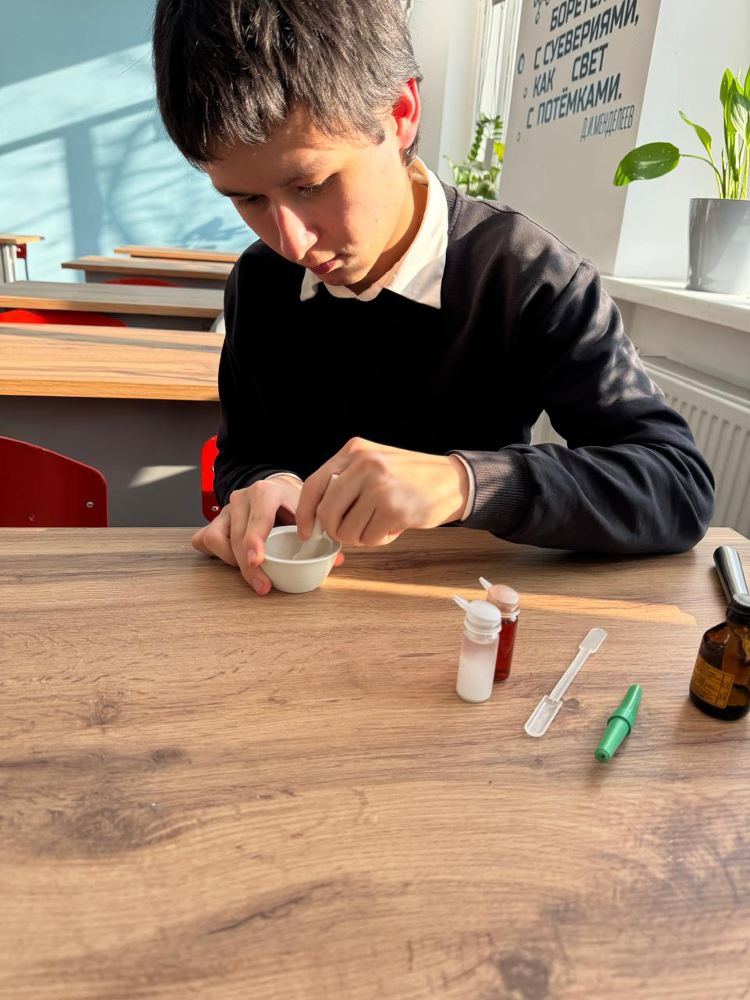 БОРЕТСЯ
С СУЕВЕРИЯМИ,
КАК СВЕТ
С ПОТЁМКАМИ.
Д.И.МЕНДЕЛЕЕВ